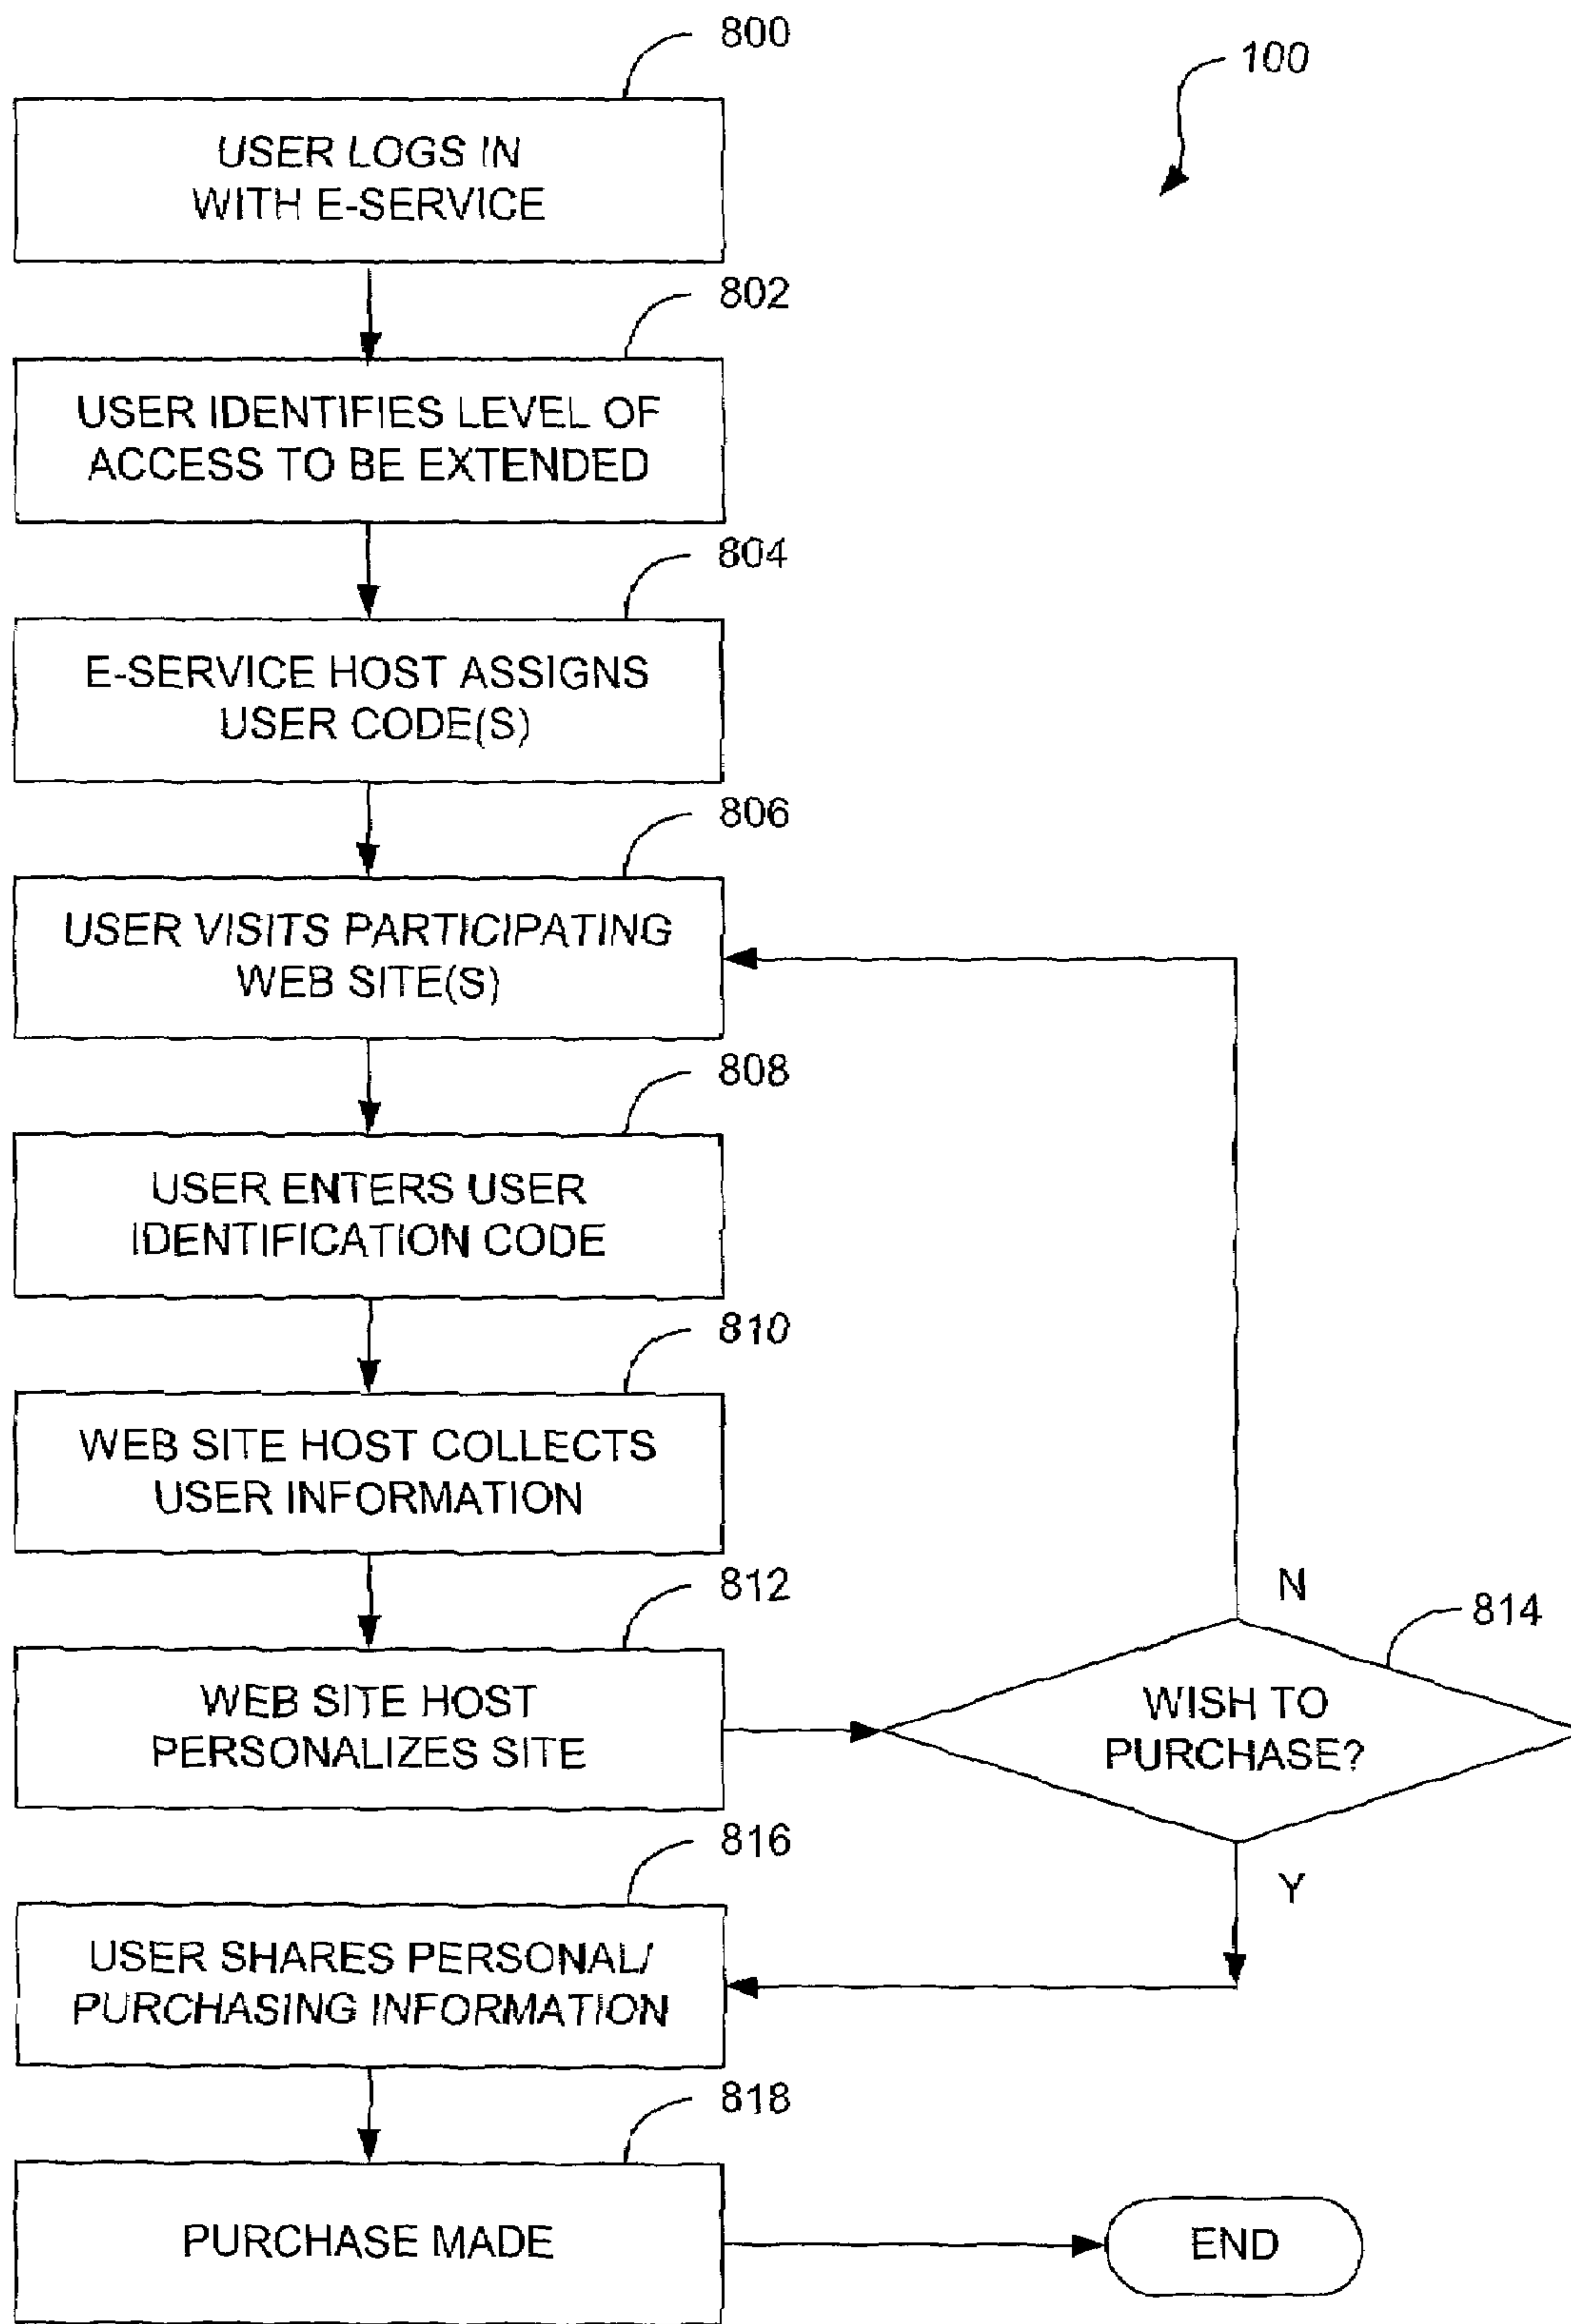 800
100
USER LOGS IN
WITH E-SERVICE
802
USER IDENTIFIES LEVEL OF
ACCESS TO BE EXTENDED
804
E-SERVICE HOST ASSIGNS
USER CODE(S)
806
USER VISITS PARTICIPATING
WEB SITE(S)
808
USER ENTERS USER
IDENTIFICATION CODE
810
WEB SITE HOST COLLECTS
USER INFORMATION
812
WEB SITE HOST
PERSONALIZES SITE
N
814
WISH TO
PURCHASE?
Y
816
USER SHARES PERSONAL/
PURCHASING INFORMATION
818
PURCHASE MADE
END